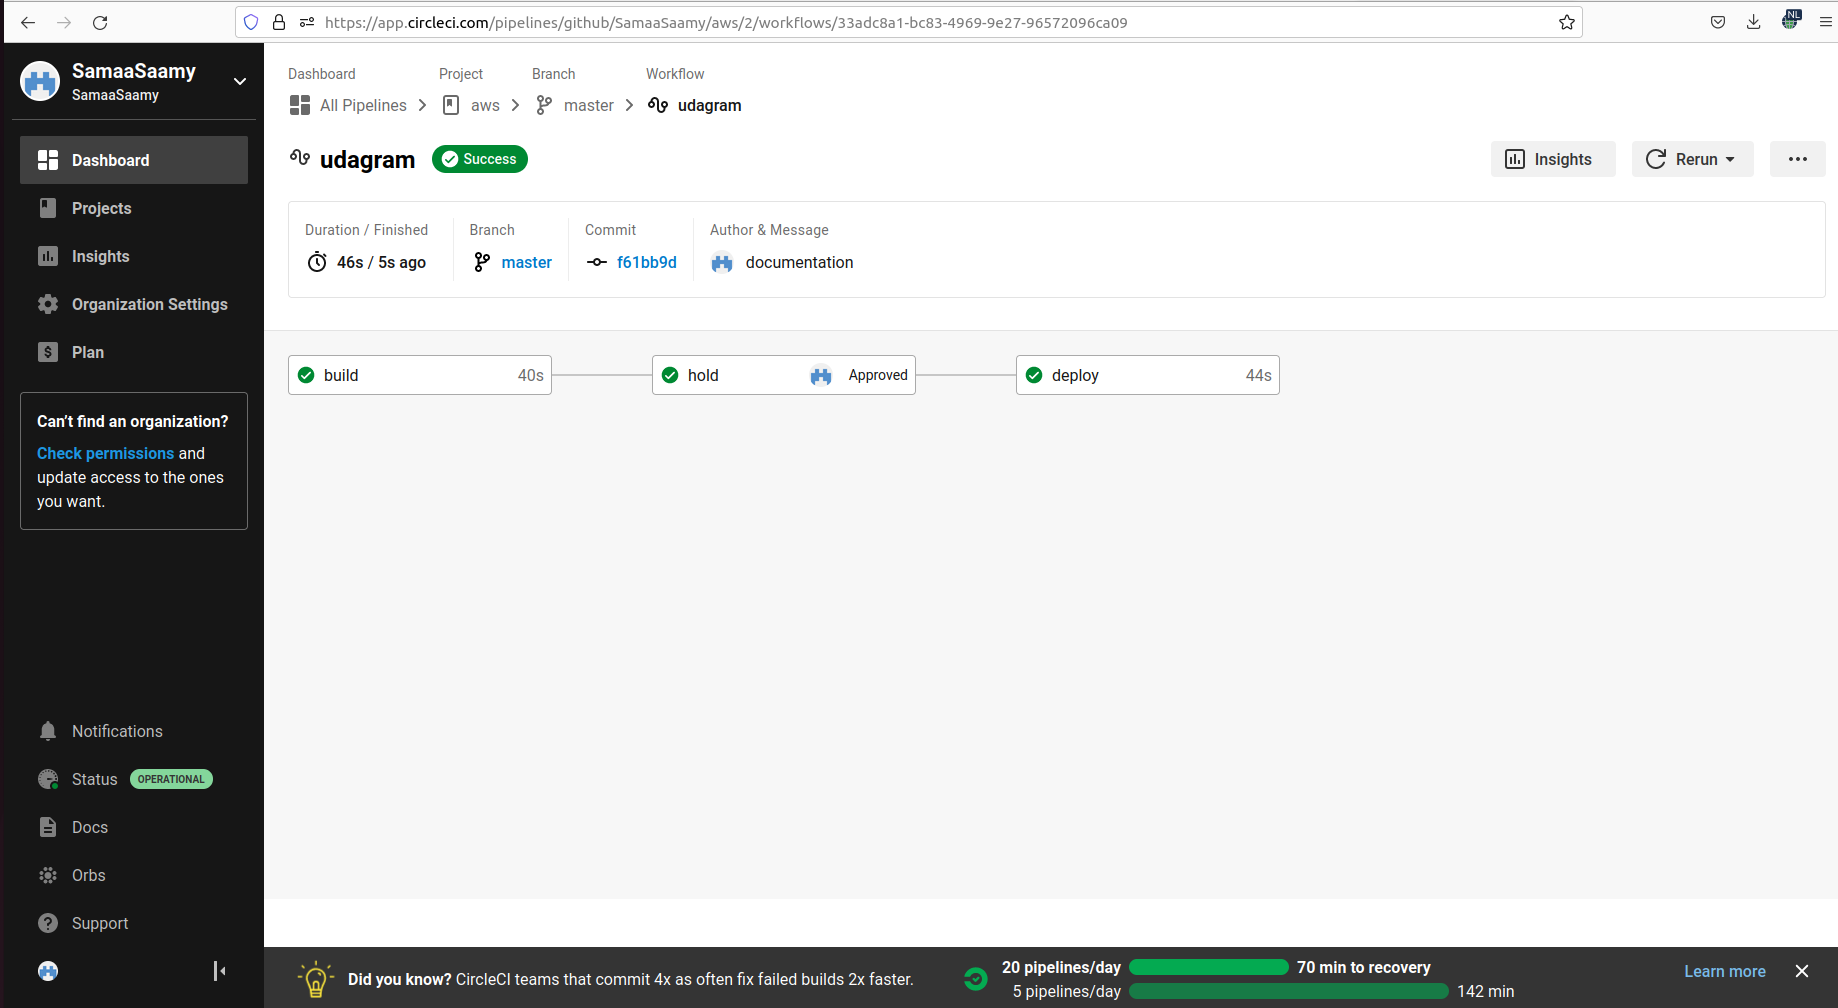 https://app.circleci.com/pipelines/github/SamaaSaamy/aws/2/workflows/33adc8a1-bc83-4969-9e27-96572096ca09
NL
SamaaSaamy
SamaaSaamy
Dashboard
Projects
Insights
Organization Settings
Plan
Can't find an organization?
Check permissions and
update access to the ones
you want.
Notifications
Status OPERATIONAL
Docs
Orbs
Support
Dashboard Project Branch Workflow
All Pipelines aws master udagram
udagram Success
Insights Rerun
Duration / Finished Branch Commit Author & Message
46s / 5s ago master f61bb9d documentation
build 40s hold Approved deploy 44s
Did you know? CircleCI teams that commit 4x as often fix failed builds 2x faster.
20 pipelines/day 70 min to recovery
5 pipelines/day 142 min
Learn more